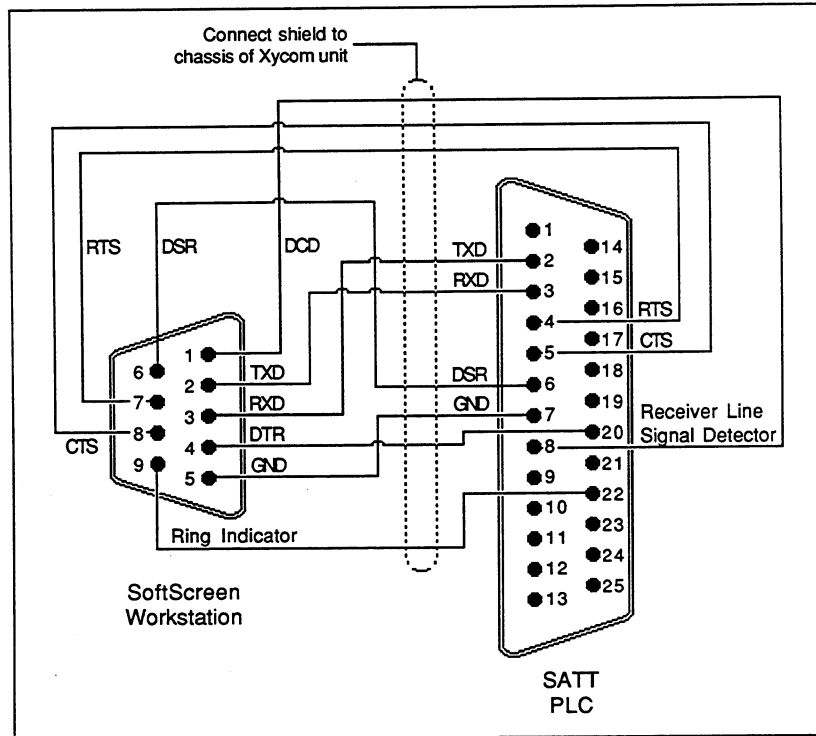 Connect shield to
chassis of Xycom unit
RTS
DSR
DCD
TXD
RXD
1
2
3
4
5
6
7
8
9
10
11
12
13
14
15
16
17
18
19
20
21
22
23
24
25
RTS
CTS
DSR
GND
Receiver Line
Signal Detector
1
2
3
4
5
6
7
8
9
TXD
RXD
DTR
GND
CTS
Ring Indicator
SoftScreen
Workstation
SATT
PLC